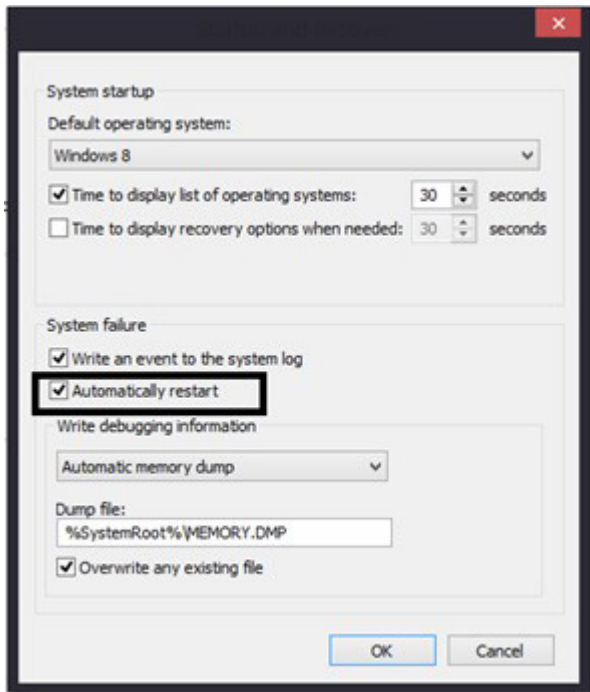 System startup
Default operating system:
Windows 8
Time to display list of operating systems: 30 seconds
Time to display recovery options when needed: 30 seconds
System failure
Write an event to the system log
Automatically restart
Write debugging information
Automatic memory dump
Dump file:
%SystemRoot%\MEMORY.DMP
Overwrite any existing file
OK Cancel